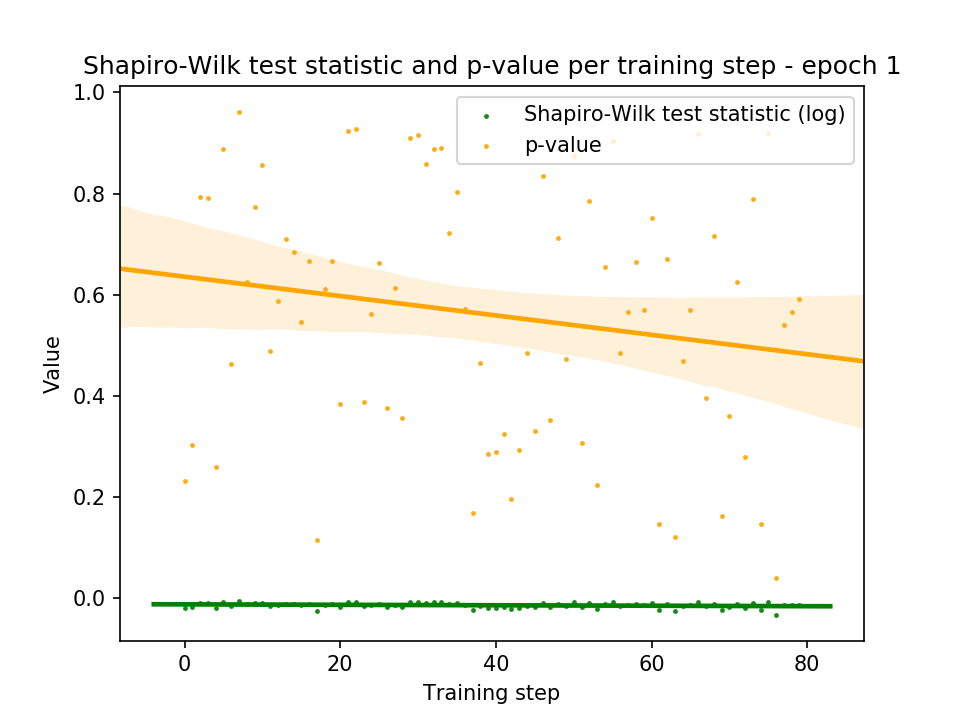 Shapiro-Wilk test statistic and p-value per training step - epoch 1
Shapiro-Wilk test statistic (log)
p-value
1.0
0.8
0.6
0.4
0.2
0.0
Value
0 20 40 60 80
Training step